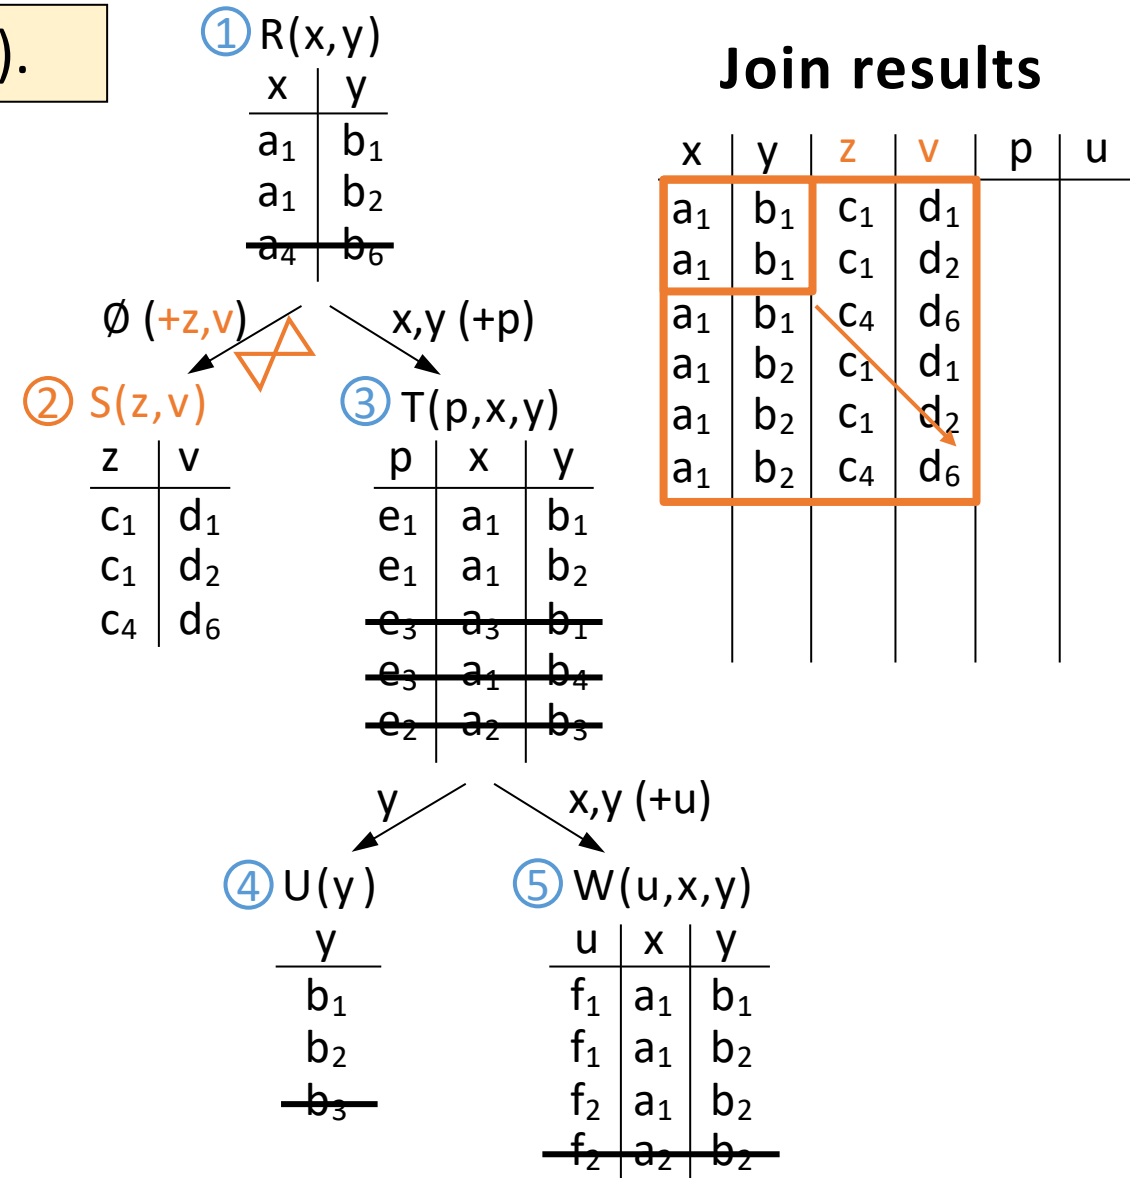 ).
① R(x,y)
x y
a₁ b₁
a₁ b₂
a₄ b₆
Ø (+z,v)
x,y (+p)
② S(z,v)
z v
c₁ d₁
c₁ d₂
c₄ d₆
③ T(p,x,y)
p x y
e₁ a₁ b₁
e₁ a₁ b₂
e₃ a₃ b₁
e₃ a₁ b₄
e₂ a₂ b₃
y
x,y (+u)
④ U(y)
y
b₁
b₂
b₃
⑤ W(u,x,y)
u x y
f₁ a₁ b₁
f₁ a₁ b₂
f₂ a₁ b₂
f₂ a₂ b₂
Join results
x y z v p u
a₁ b₁ c₁ d₁
a₁ b₁ c₁ d₂
a₁ b₁ c₄ d₆
a₁ b₂ c₁ d₁
a₁ b₂ c₁ d₂
a₁ b₂ c₄ d₆